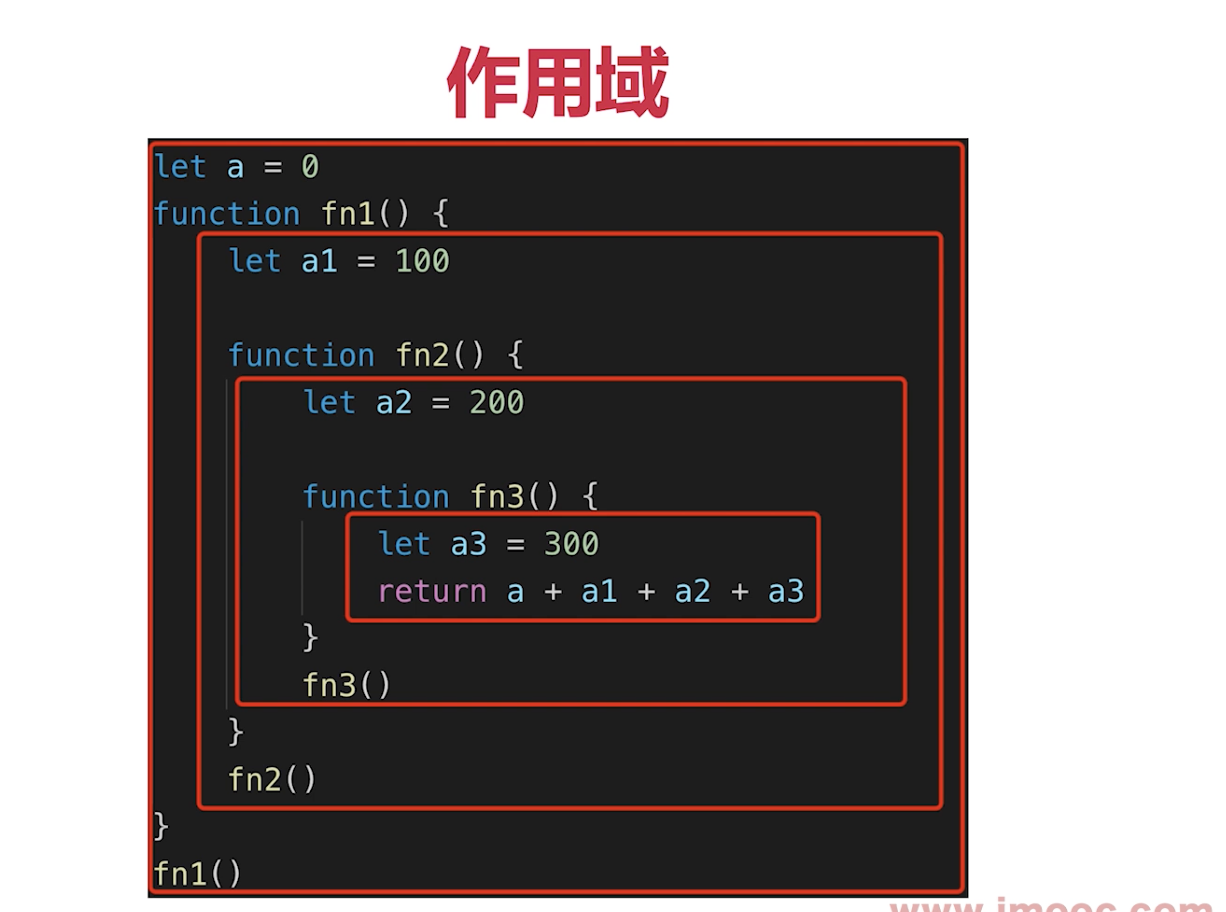 作用域
let a = 0
function fn1() {
let a1 = 100
function fn2() {
let a2 = 200
function fn3() {
let a3 = 300
return a + a1 + a2 + a3
}
fn3()
}
fn2()
}
fn1()
www.imooc.com